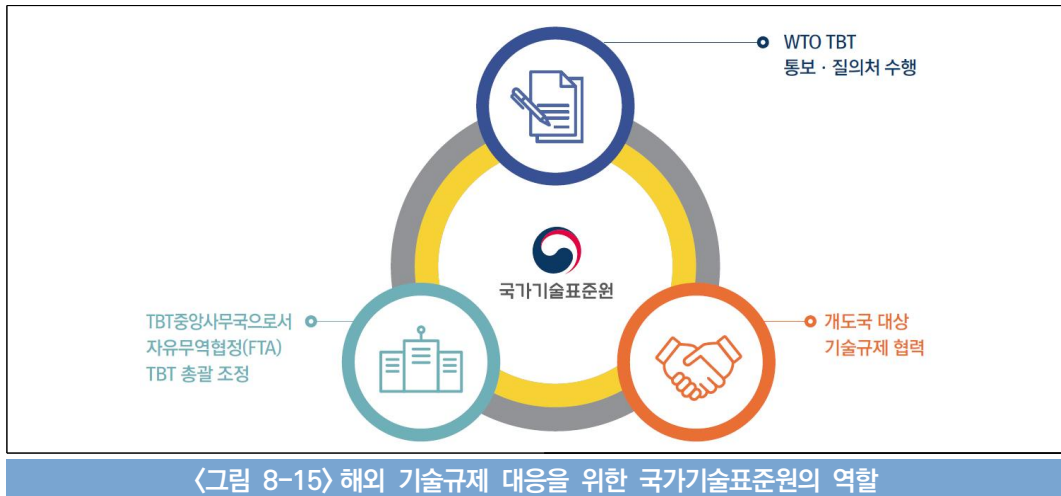 WTO TBT
통보 · 질의처 수행
국가기술표준원
TBT중앙사무국으로서
자유무역협정(FTA)
TBT 총괄 조정
개도국 대상
기술규제 협력
<그림 8-15> 해외 기술규제 대응을 위한 국가기술표준원의 역할